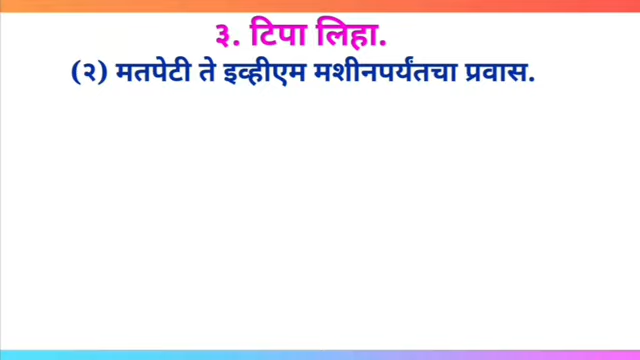 ३. टिपा लिहा.
(२) मतपेटी ते इव्हीएम मशीनपर्यंतचा प्रवास.